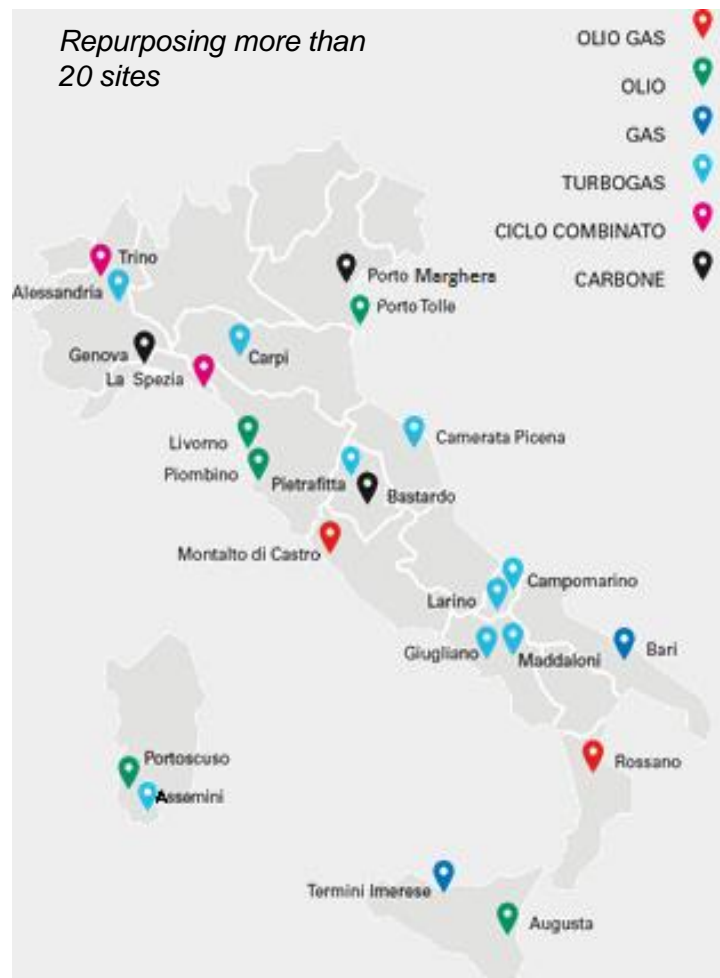 Repurposing more than
20 sites
OLIO GAS
OLIO
GAS
TURBOGAS
CICLO COMBINATO
CARBONE
Trino
Alessandria
Porto Marghera
Porto Tolle
Genova
La Spezia
Carpi
Livorno
Piombino
Camerata Picena
Pietrafitta
Bastardo
Montalto di Castro
Campomarino
Larino
Giugliano
Maddaloni
Bari
Portoscuso
Assemini
Rossano
Termini Imerese
Augusta